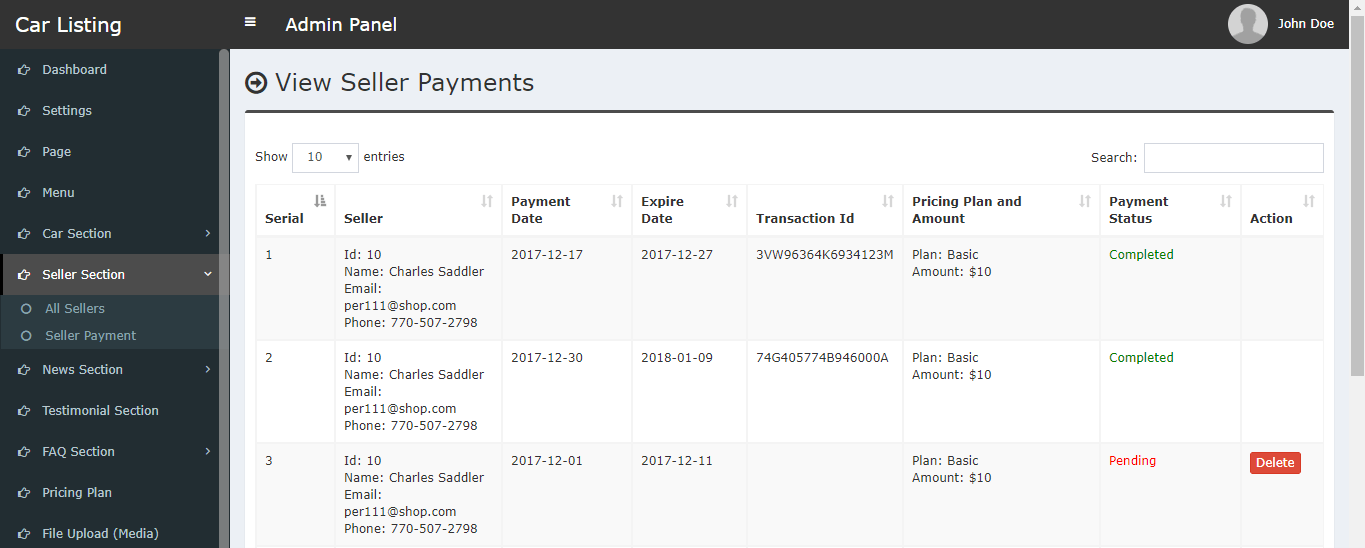 Car Listing
Admin Panel
John Doe
Dashboard
Settings
Page
Menu
Car Section
Seller Section
All Sellers
Seller Payment
News Section
Testimonial Section
FAQ Section
Pricing Plan
File Upload (Media)
View Seller Payments
Show 10 entries
Search:
Serial
Seller
Payment
Date
Expire
Date
Transaction Id
Pricing Plan and
Amount
Payment
Status
Action
1
Id: 10
Name: Charles Saddler
Email:
per111@shop.com
Phone: 770-507-2798
2017-12-17
2017-12-27
3VW96364K6934123M
Plan: Basic
Amount: $10
Completed
2
Id: 10
Name: Charles Saddler
Email:
per111@shop.com
Phone: 770-507-2798
2017-12-30
2018-01-09
74G405774B946000A
Plan: Basic
Amount: $10
Completed
3
Id: 10
Name: Charles Saddler
Email:
per111@shop.com
Phone: 770-507-2798
2017-12-01
2017-12-11
Plan: Basic
Amount: $10
Pending
Delete